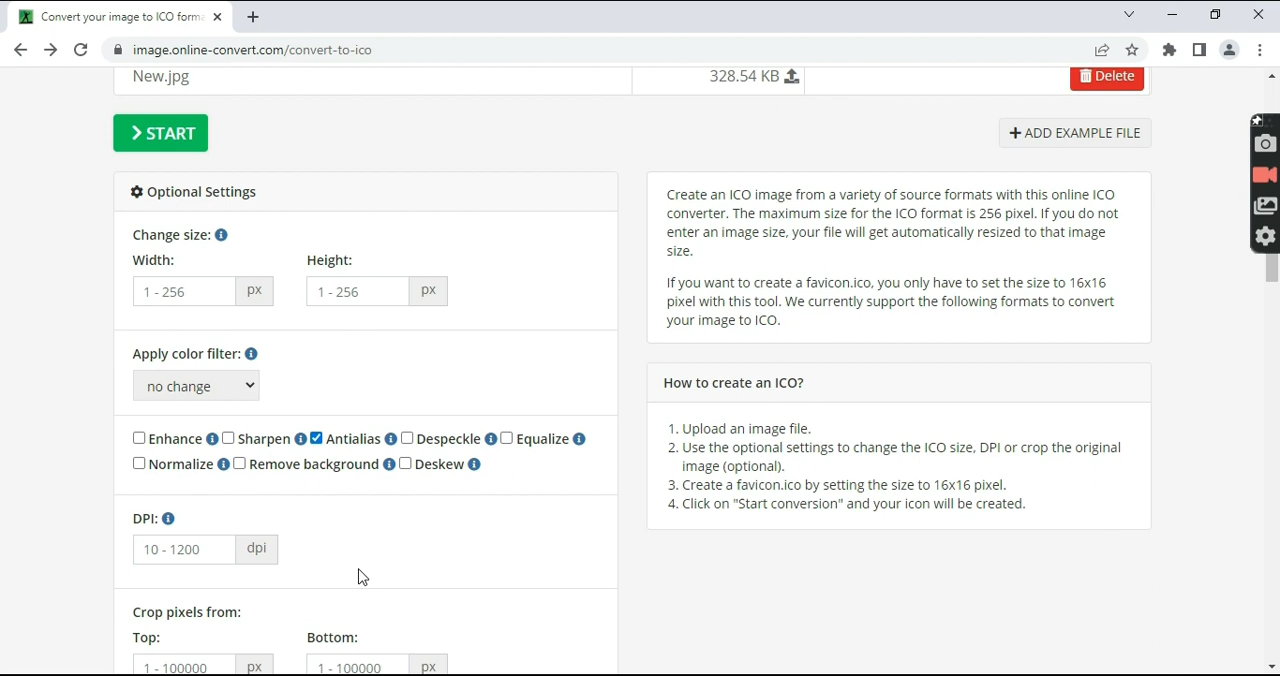 Convert your image to ICO forma
image.online-convert.com/convert-to-ico
New.jpg 328.54 KB Delete
START + ADD EXAMPLE FILE
Optional Settings
Change size:
Width: Height:
1 - 256 px 1 - 256 px
Apply color filter:
no change
Enhance Sharpen Antialias Despeckle Equalize
Normalize Remove background Deskew
DPI:
10 - 1200 dpi
Crop pixels from:
Top: Bottom:
1 - 100000 px 1 - 100000 px
Create an ICO image from a variety of source formats with this online ICO
converter. The maximum size for the ICO format is 256 pixel. If you do not
enter an image size, your file will get automatically resized to that image
size.
If you want to create a favicon.ico, you only have to set the size to 16x16
pixel with this tool. We currently support the following formats to convert
your image to ICO.
How to create an ICO?
1. Upload an image file.
2. Use the optional settings to change the ICO size, DPI or crop the original
image (optional).
3. Create a favicon.ico by setting the size to 16x16 pixel.
4. Click on "Start conversion" and your icon will be created.